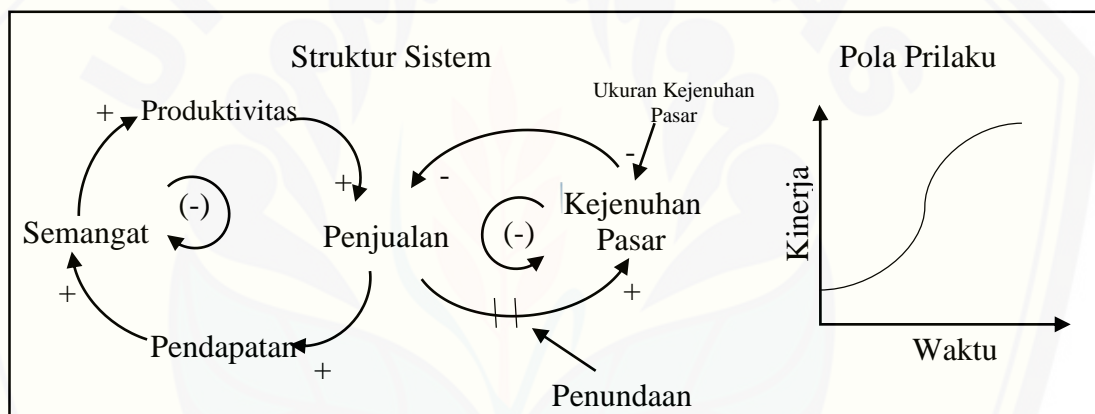 Struktur Sistem
Pola Prilaku
Ukuran Kejenuhan
Pasar
+
Produktivitas
+
-
-
(-)
Semangat
Penjualan
(-)
Kejenuhan
Pasar
+
+
Pendapatan
+
Penundaan
Kinerja
Waktu